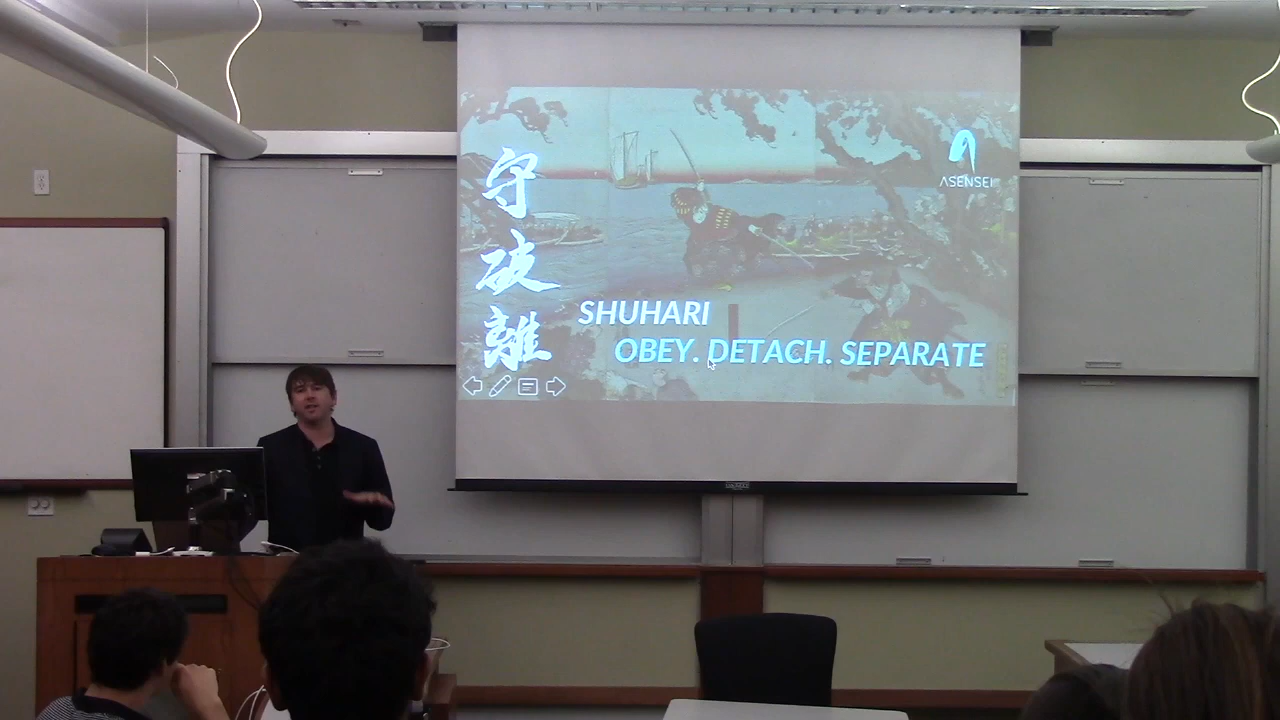 守破離
ASENSEI
SHUHARI
OBEY. DETACH. SEPARATE